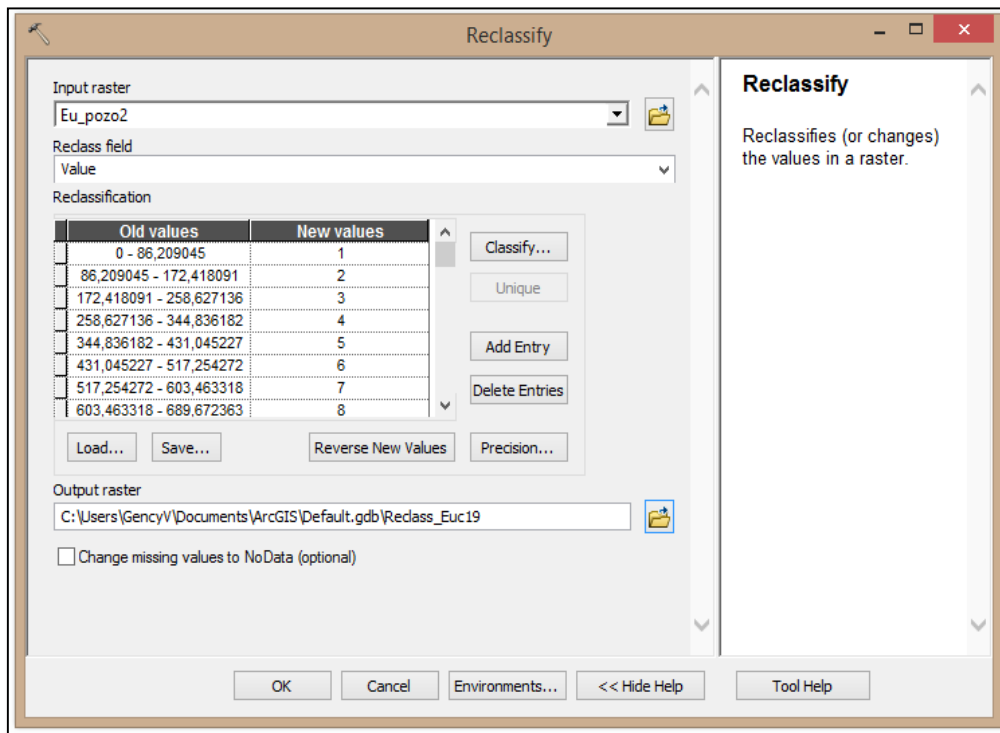 Reclassify
Input raster
Eu_pozo2
Reclass field
Value
Reclassification
Old values New values
0 - 86,209045 1
86,209045 - 172,418091 2
172,418091 - 258,627136 3
258,627136 - 344,836182 4
344,836182 - 431,045227 5
431,045227 - 517,254272 6
517,254272 - 603,463318 7
603,463318 - 689,672363 8
Classify...
Unique
Add Entry
Delete Entries
Load... Save... Reverse New Values Precision...
Output raster
C:\Users\GencyV\Documents\ArcGIS\Default.gdb\Reclass_Euc19
Change missing values to NoData (optional)
Reclassify
Reclassifies (or changes)
the values in a raster.
OK Cancel Environments... << Hide Help Tool Help